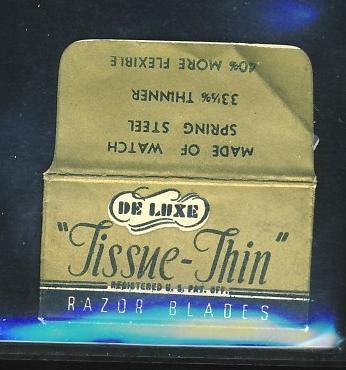 MADE OF WATCH
SPRING STEEL
33⅓% THINNER
40% MORE FLEXIBLE
DE LUXE
"Tissue-Thin"
REGISTERED U. S. PAT. OFF.
RAZOR BLADES